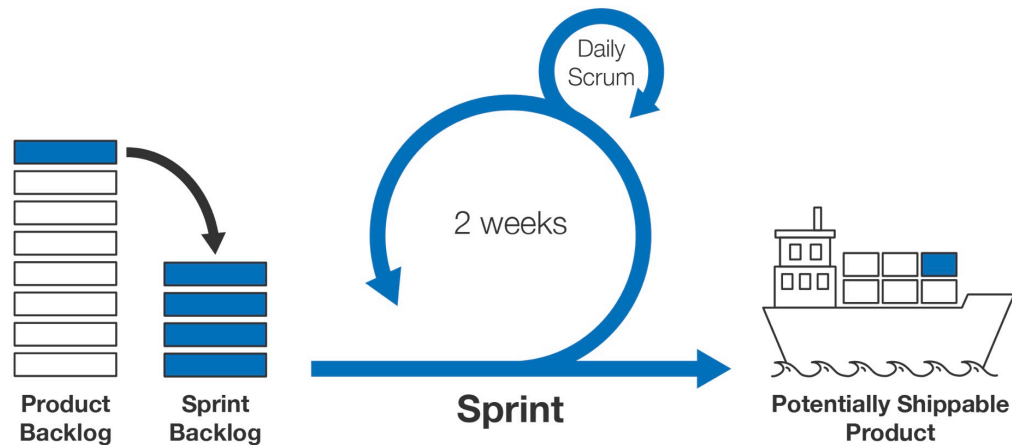 Daily
Scrum
2 weeks
Product
Backlog
Sprint
Backlog
Sprint
Potentially Shippable
Product